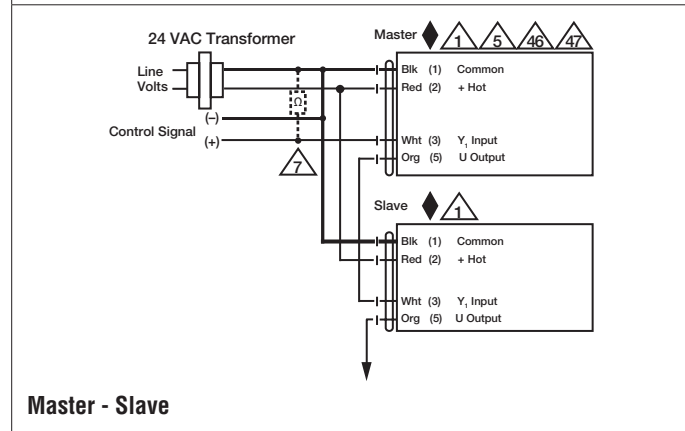 24 VAC Transformer
Line
Volts
(–)
Control Signal
(+)
Ω
7
Master
1
5
46
47
Blk (1) Common
Red (2) + Hot
Wht (3) Y₁ Input
Org (5) U Output
Slave
1
Blk (1) Common
Red (2) + Hot
Wht (3) Y₁ Input
Org (5) U Output
Master - Slave